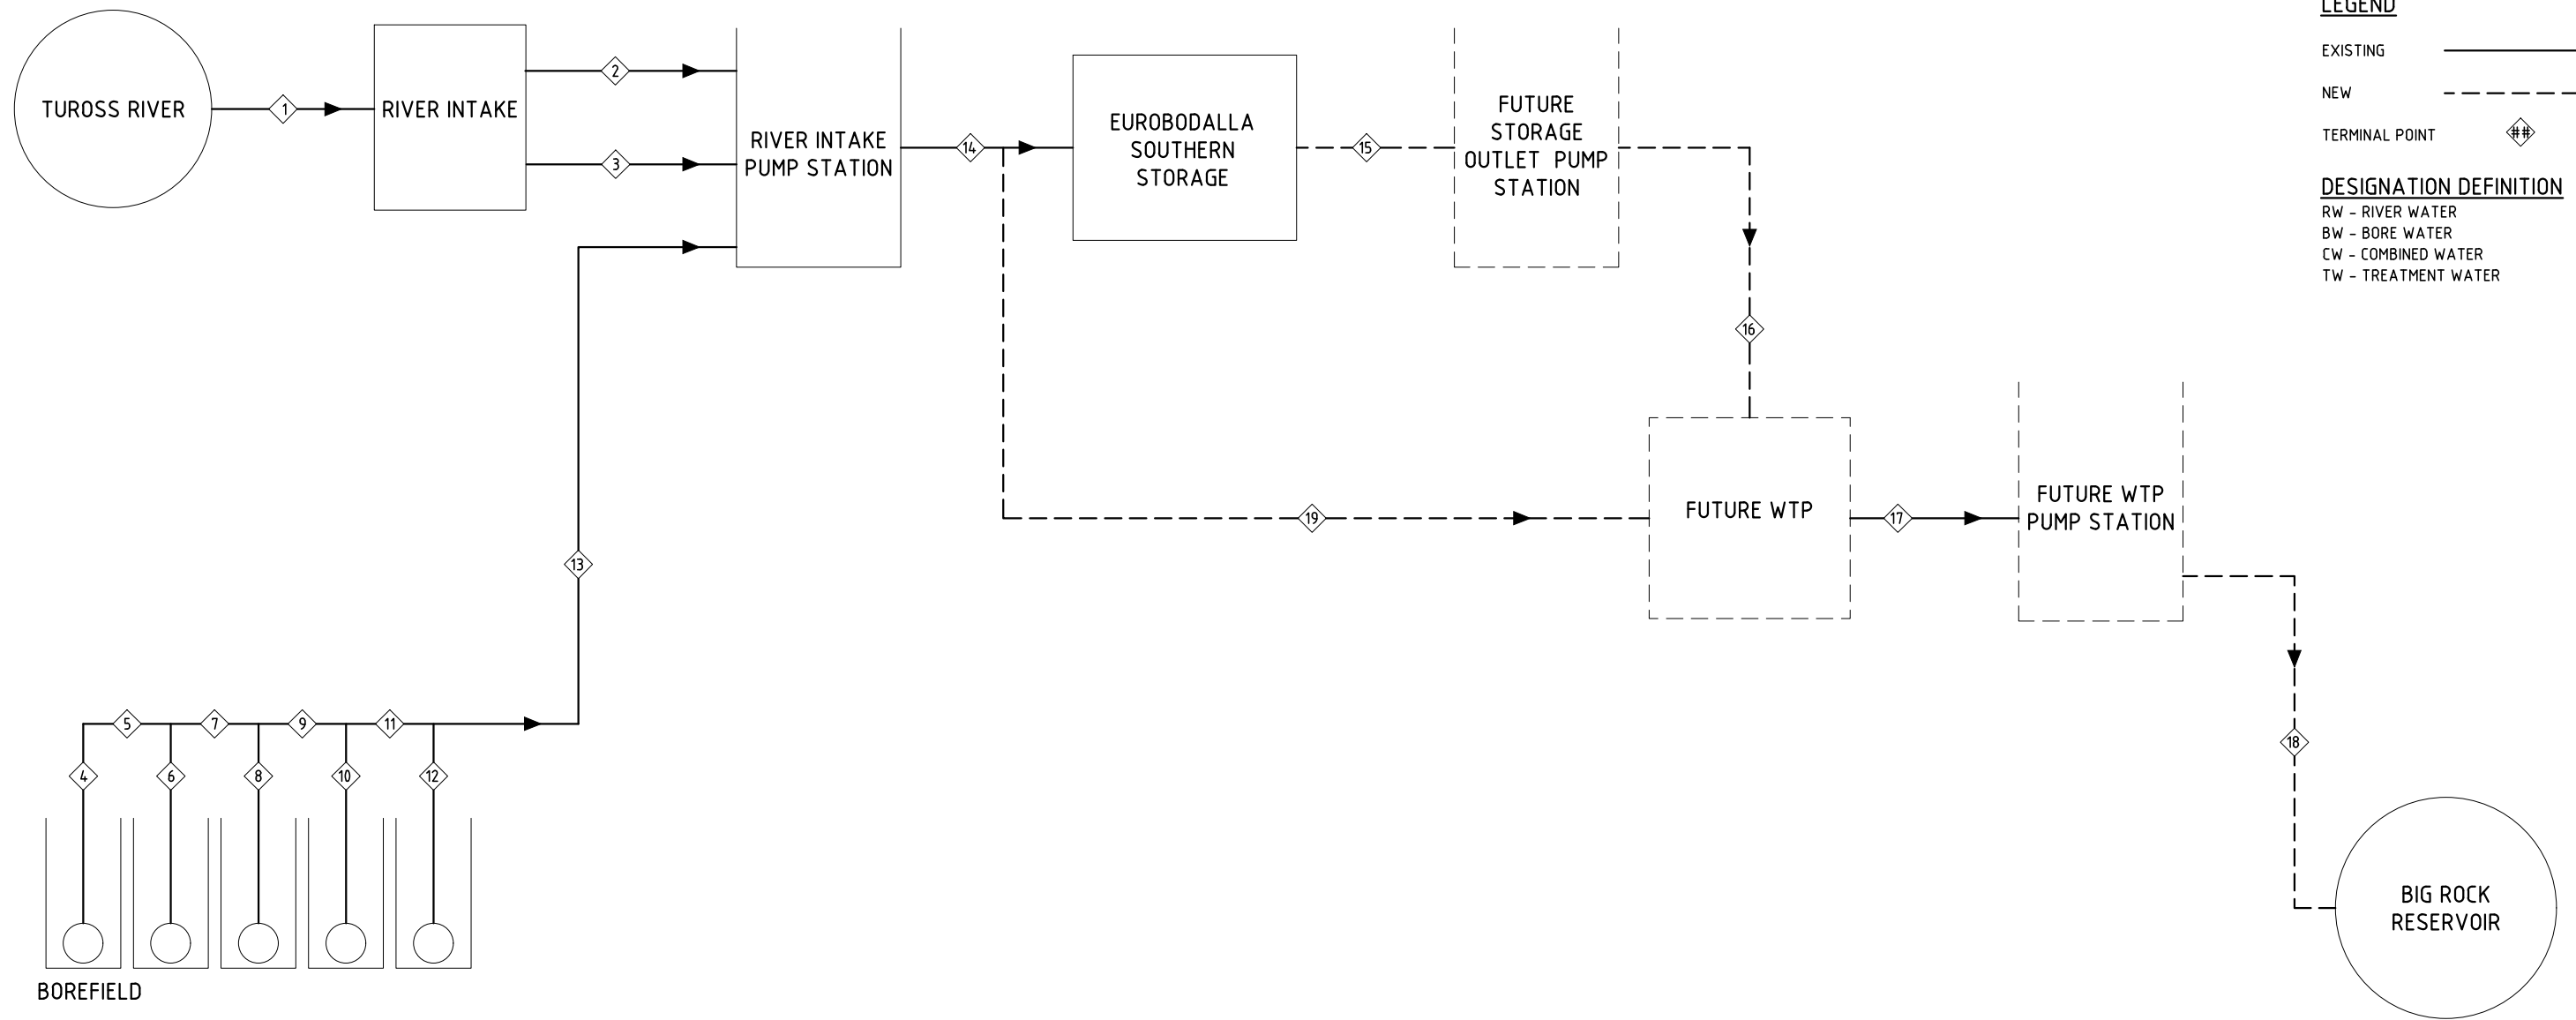 LEGEND
EXISTING
NEW
TERMINAL POINT
##
DESIGNATION DEFINITION
RW - RIVER WATER
BW - BORE WATER
CW - COMBINED WATER
TW - TREATMENT WATER
TUROSS RIVER
1
RIVER INTAKE
2
3
RIVER INTAKE
PUMP STATION
14
EUROBODALLA
SOUTHERN
STORAGE
15
FUTURE
STORAGE
OUTLET PUMP
STATION
16
19
FUTURE WTP
17
FUTURE WTP
PUMP STATION
18
BIG ROCK
RESERVOIR
13
5
7
9
11
4
6
8
10
12
BOREFIELD